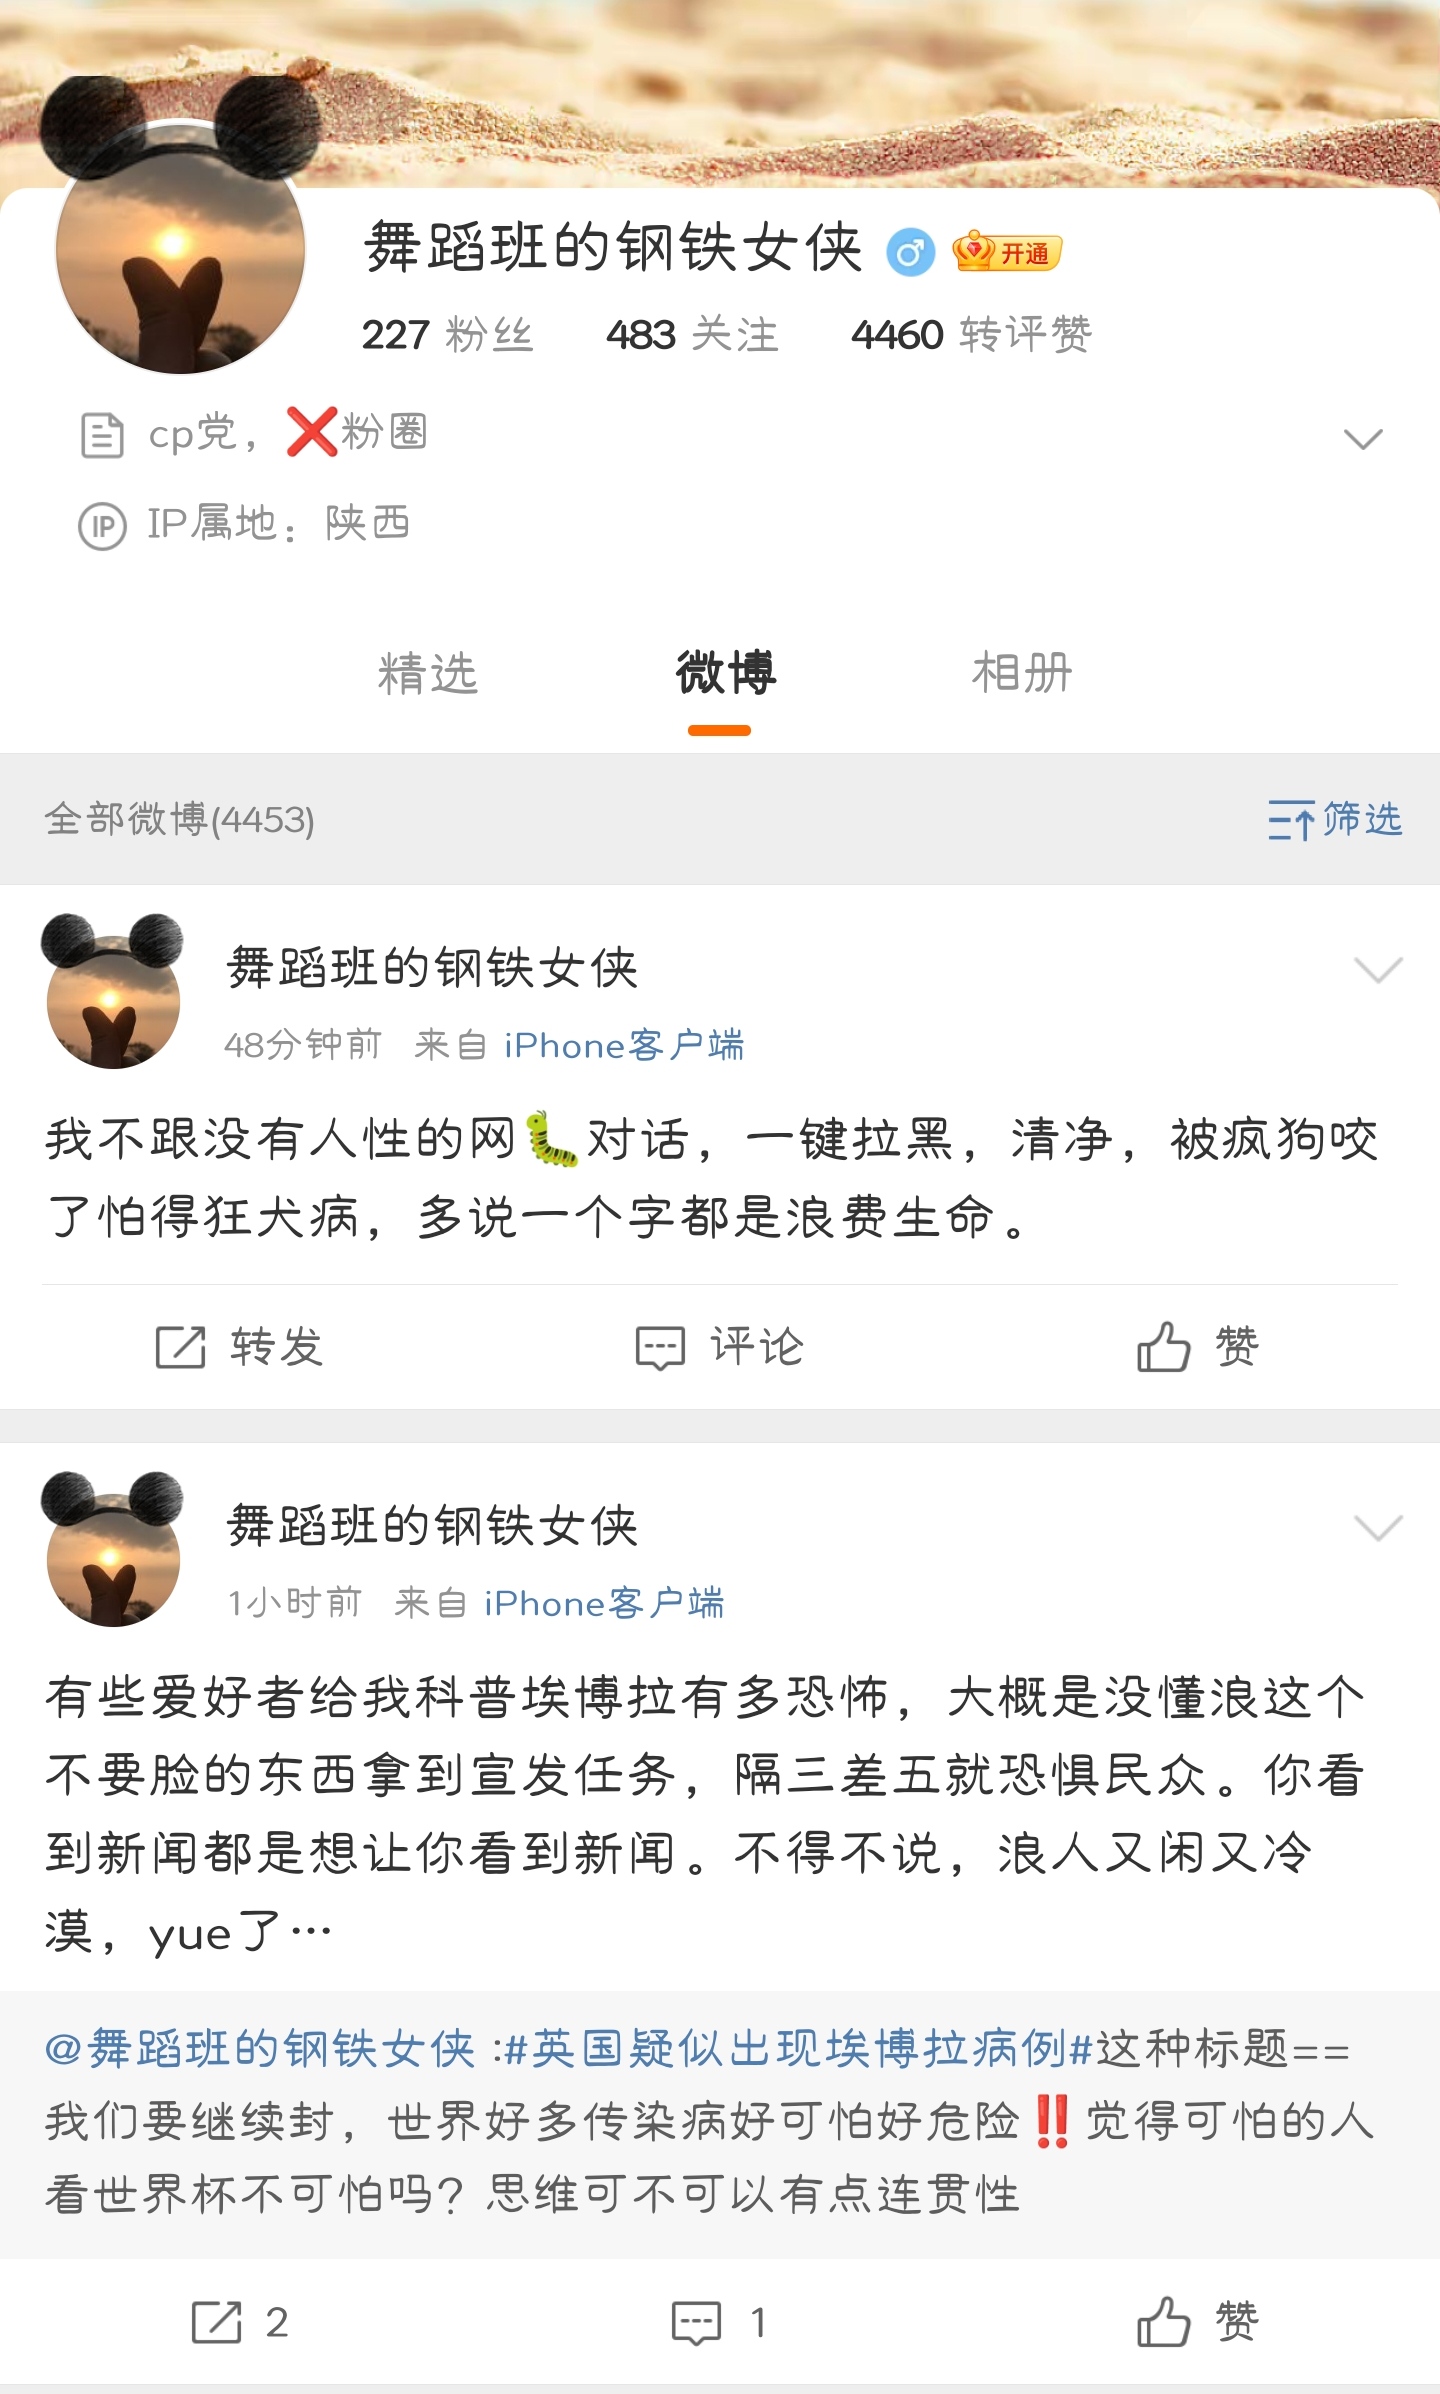 舞蹈班的钢铁女侠 开通
227 粉丝 483 关注 4460 转评赞
cp党，❌粉圈
IP IP属地：陕西
精选 微博 相册
全部微博(4453) 筛选
舞蹈班的钢铁女侠
48分钟前 来自 iPhone客户端
我不跟没有人性的网🐛对话，一键拉黑，清净，被疯狗咬
了怕得狂犬病，多说一个字都是浪费生命。
转发 评论 赞
舞蹈班的钢铁女侠
1小时前 来自 iPhone客户端
有些爱好者给我科普埃博拉有多恐怖，大概是没懂浪这个
不要脸的东西拿到宣发任务，隔三差五就恐惧民众。你看
到新闻都是想让你看到新闻。不得不说，浪人又闲又冷
漠，yue了…
@舞蹈班的钢铁女侠 :#英国疑似出现埃博拉病例#这种标题==
我们要继续封，世界好多传染病好可怕好危险‼️觉得可怕的人
看世界杯不可怕吗？思维可不可以有点连贯性
2 1 赞